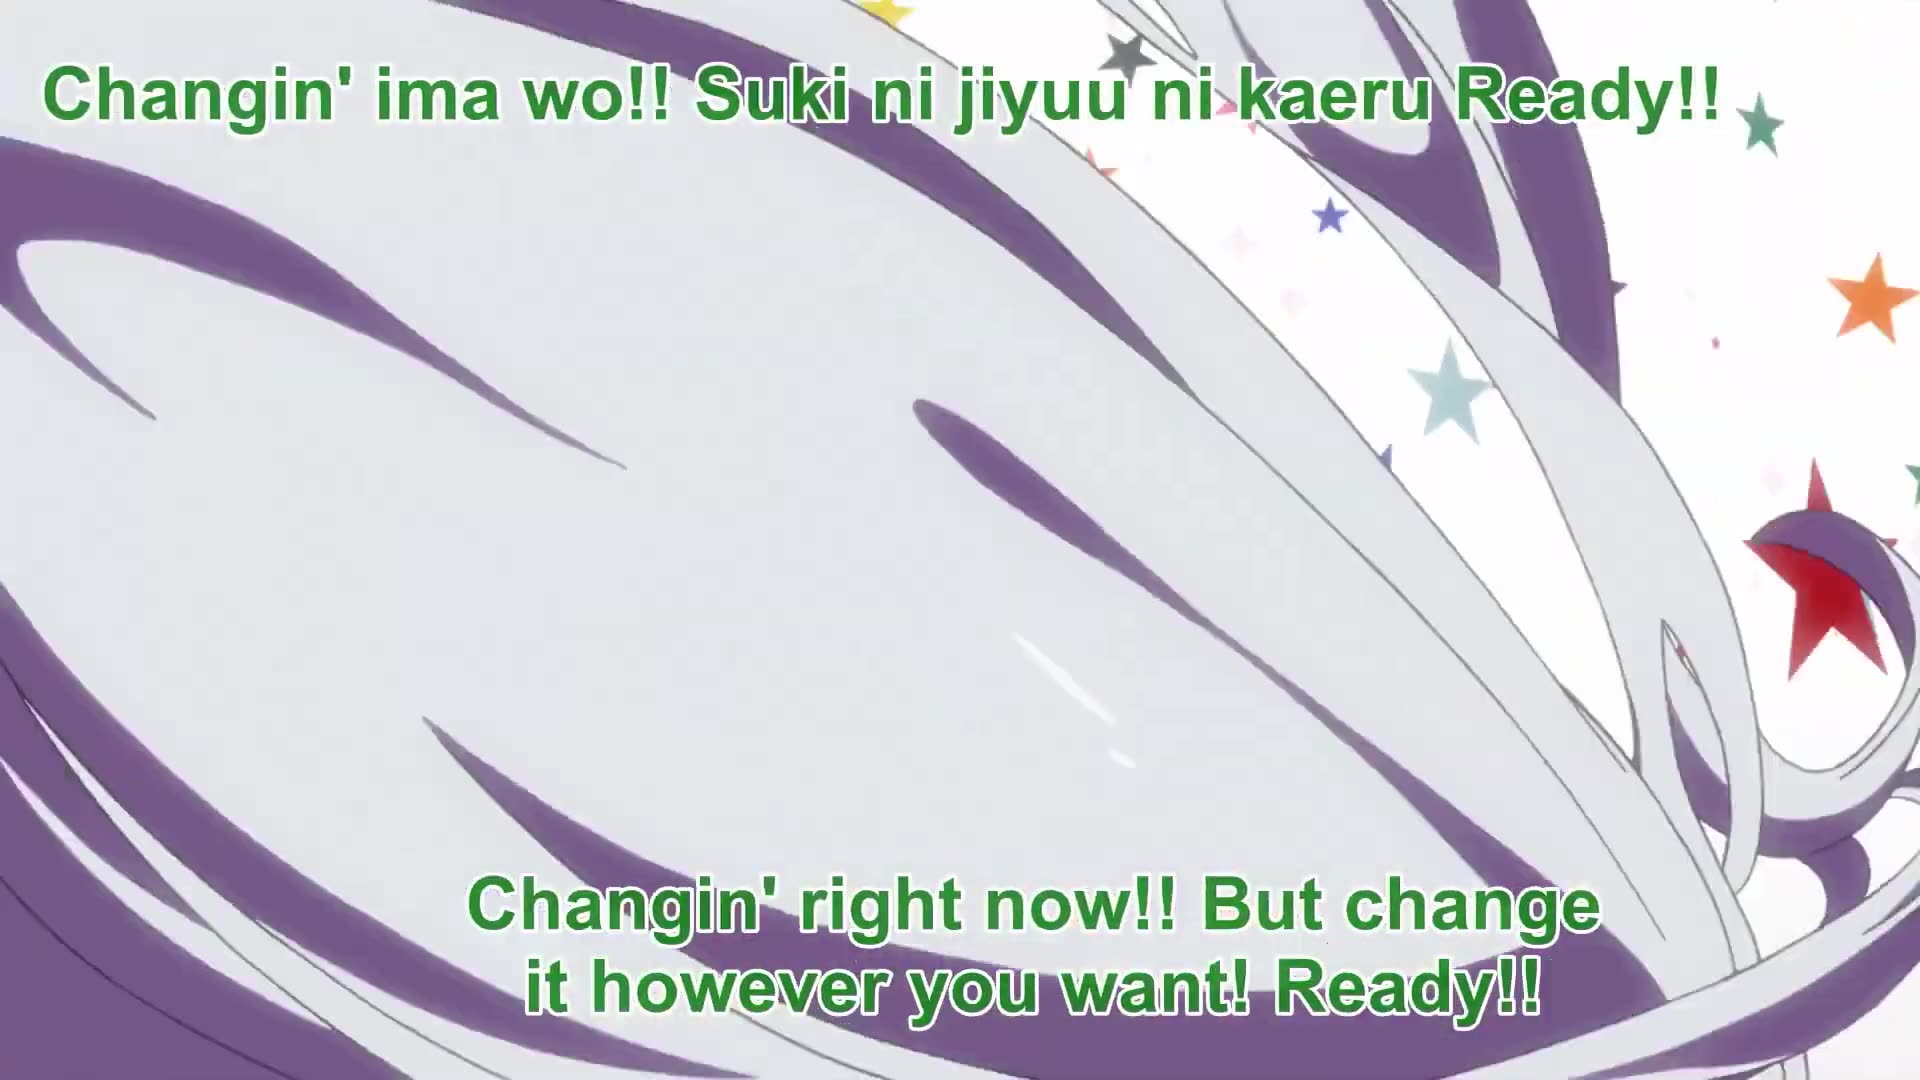 Changin' ima wo!! Suki ni jiyuu ni kaeru Ready!!
Changin' right now!! But change
it however you want! Ready!!